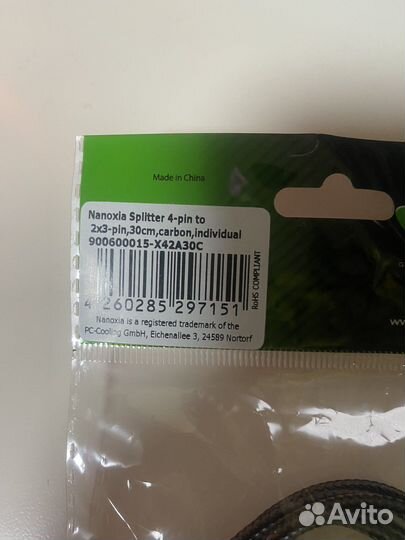 Made in China
Nanoxia Splitter 4-pin to
2x3-pin,30cm,carbon,individual
900600015-X42A30C
RoHS COMPLIANT
4 260285 297151
Nanoxia is a registered trademark of the
PC-Cooling GmbH, Eichenallee 3, 24589 Nortorf
Avito